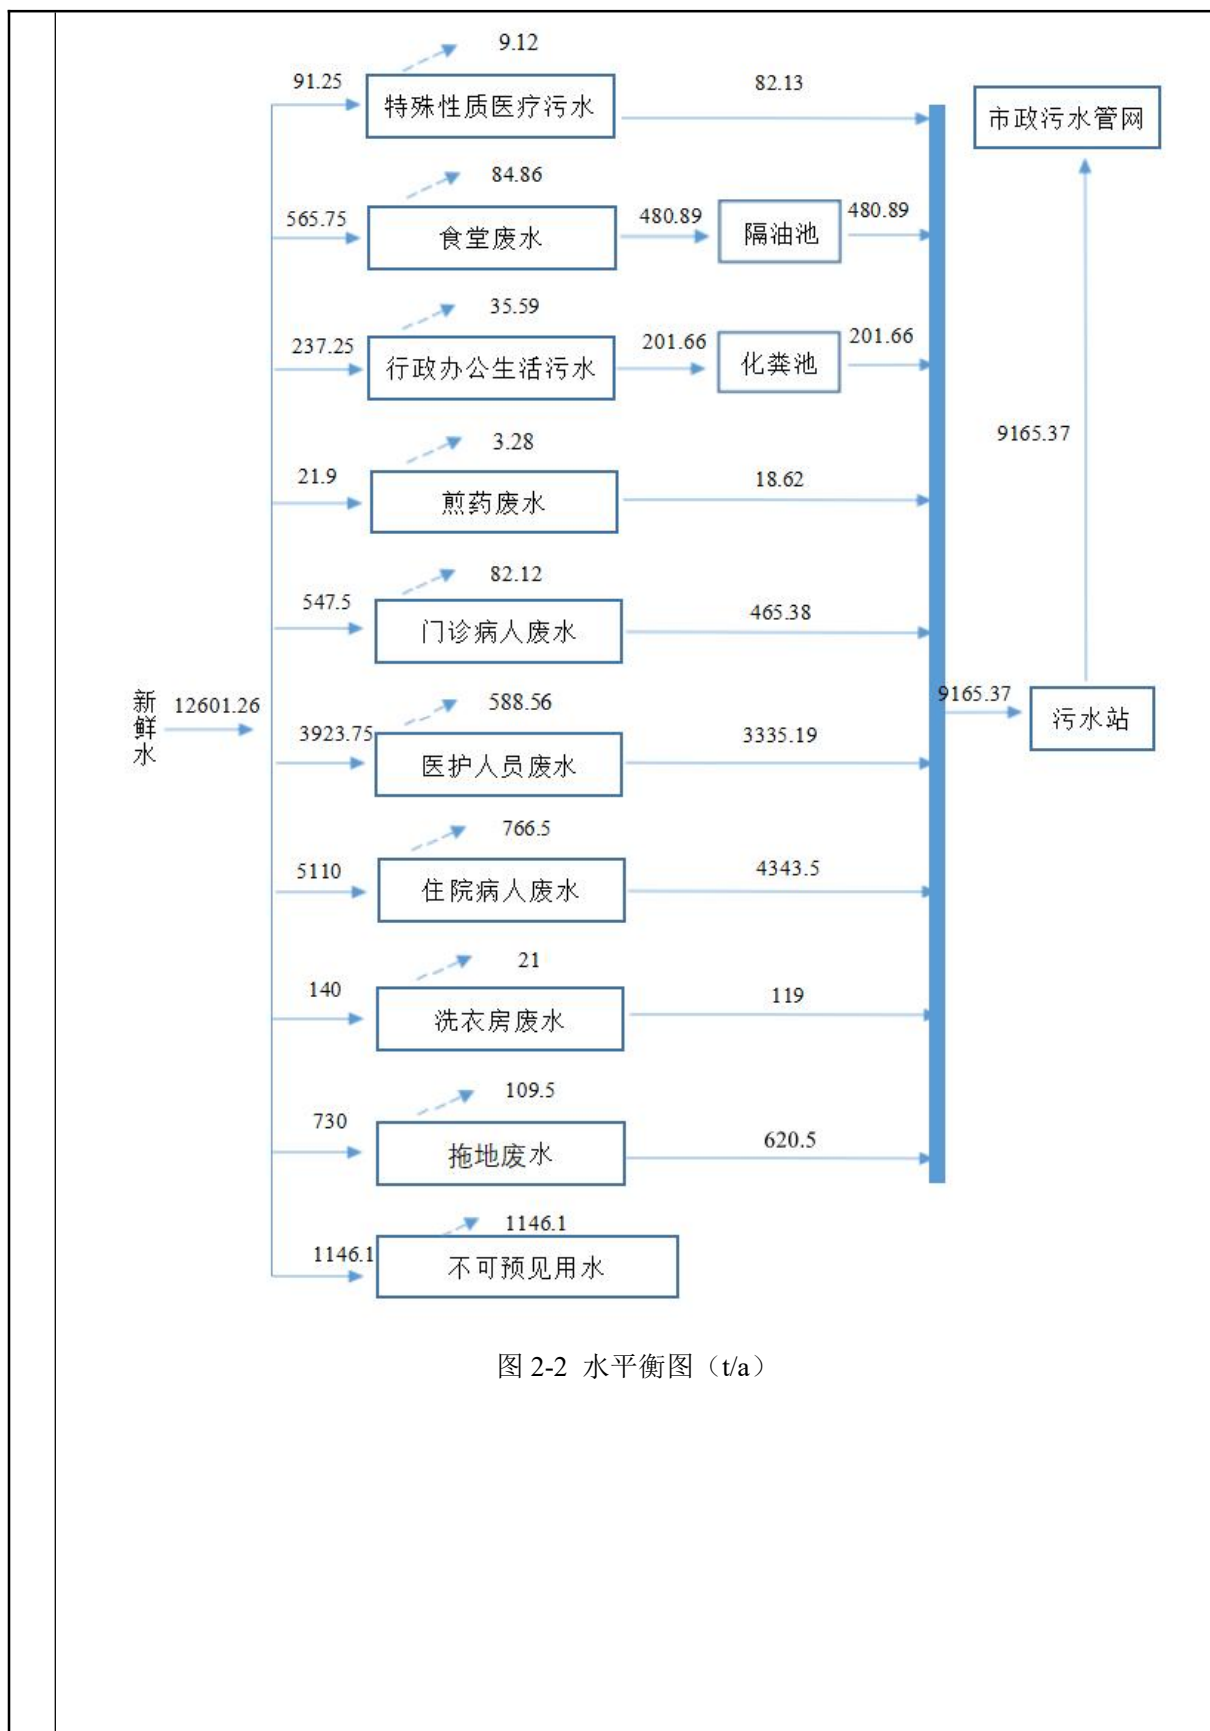 9.12
91.25
特殊性质医疗污水
82.13
市政污水管网
84.86
565.75
食堂废水
480.89
隔油池
480.89
35.59
237.25
行政办公生活污水
201.66
化粪池
201.66
9165.37
3.28
21.9
煎药废水
18.62
82.12
547.5
门诊病人废水
465.38
新鲜水
12601.26
588.56
3923.75
医护人员废水
3335.19
9165.37
污水站
766.5
5110
住院病人废水
4343.5
21
140
洗衣房废水
119
109.5
730
拖地废水
620.5
1146.1
1146.1
不可预见用水
图 2-2 水平衡图（t/a）